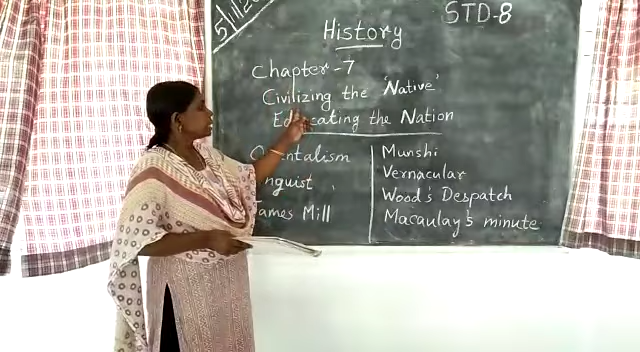 History
STD-8
Chapter-7
Civilizing the 'Native'
Educating the Nation
Orientalism
Linguist
James Mill
Munshi
Vernacular
Wood's Despatch
Macaulay's minute